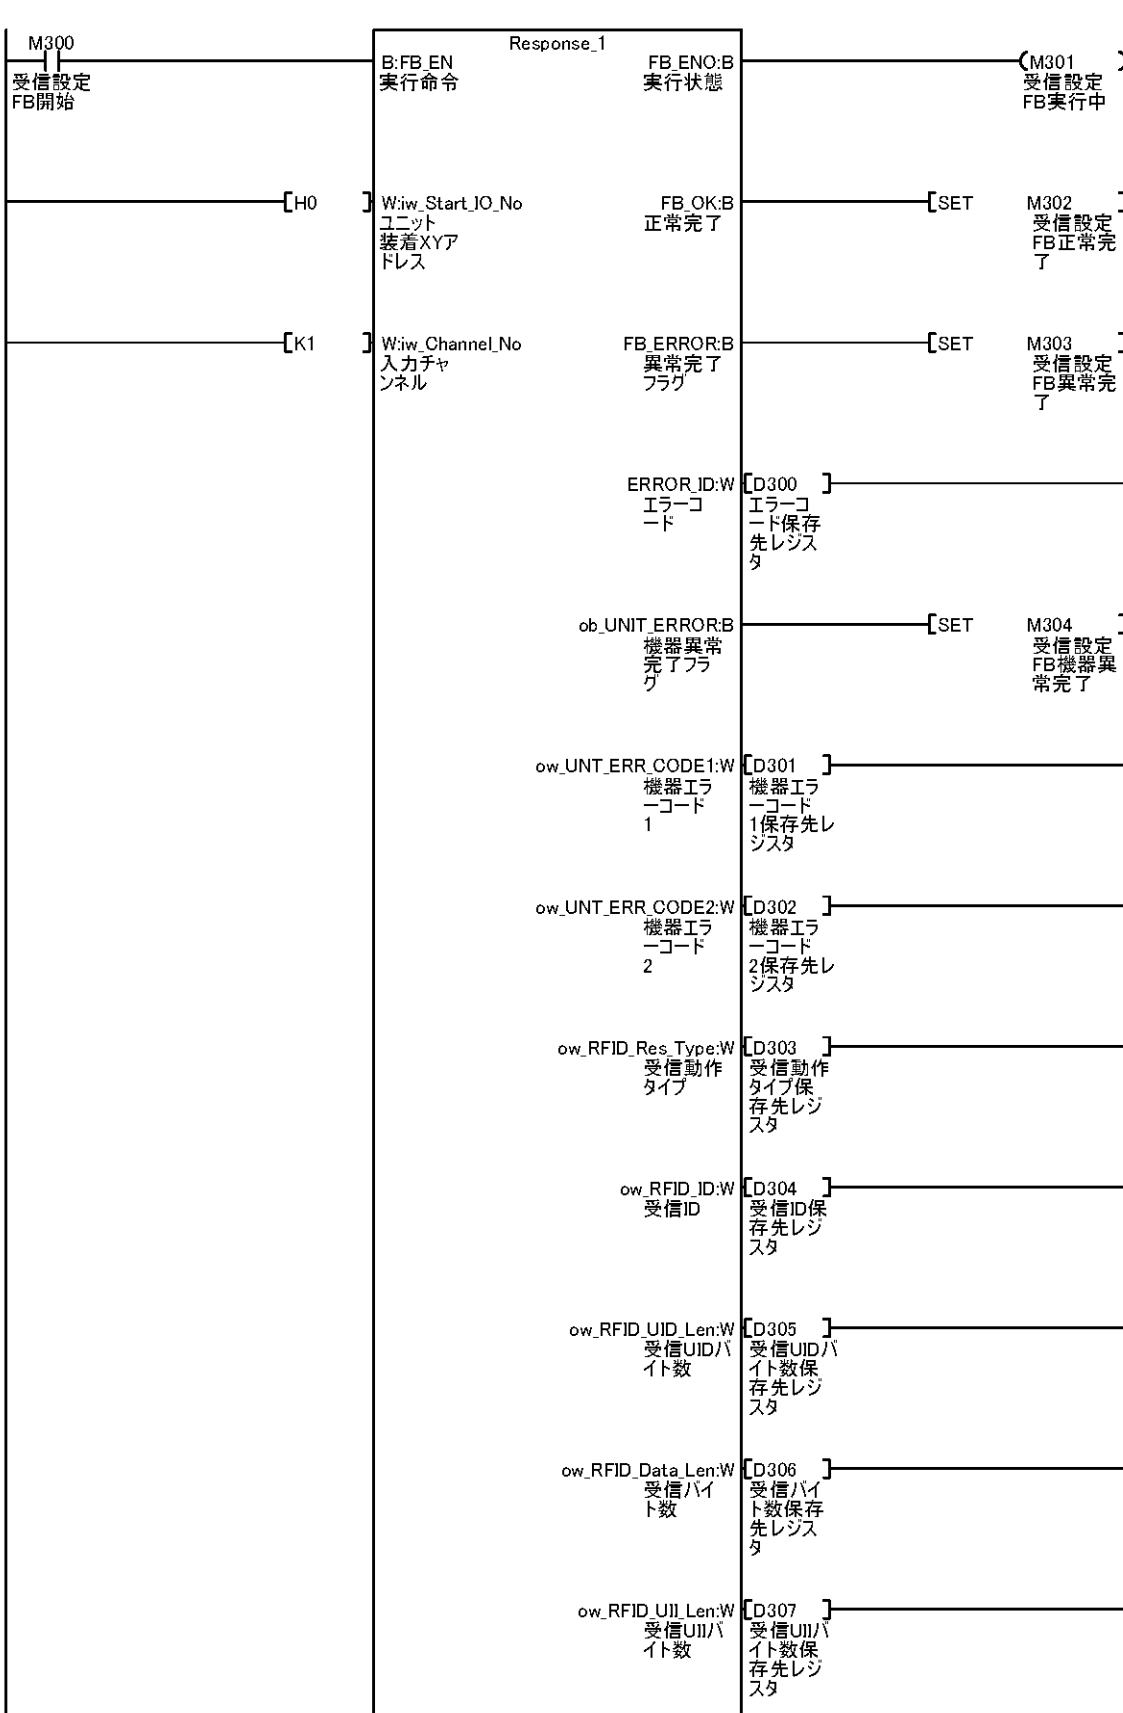 M300
受信設定
FB開始
Response_1
B:FB_EN
実行命令
FB_ENO:B
実行状態
M301
受信設定
FB実行中
H0
W:iw_Start_IO_No
ユニット
装着XYア
ドレス
FB_OK:B
正常完了
SET M302
受信設定
FB正常完
了
K1
W:iw_Channel_No
入力チャ
ンネル
FB_ERROR:B
異常完了
フラグ
SET M303
受信設定
FB異常完
了
ERROR_ID:W
エラーコ
ード
D300
エラーコ
ード保存
先レジス
タ
ob_UNIT_ERROR:B
機器異常
完了フラ
グ
SET M304
受信設定
FB機器異
常完了
ow_UNT_ERR_CODE1:W
機器エラ
ーコード
1
D301
機器エラ
ーコード
1保存先レ
ジスタ
ow_UNT_ERR_CODE2:W
機器エラ
ーコード
2
D302
機器エラ
ーコード
2保存先レ
ジスタ
ow_RFID_Res_Type:W
受信動作
タイプ
D303
受信動作
タイプ保
存先レジ
スタ
ow_RFID_ID:W
受信ID
D304
受信ID保
存先レジ
スタ
ow_RFID_UID_Len:W
受信UIDバ
イト数
D305
受信UIDバ
イト数保
存先レジ
スタ
ow_RFID_Data_Len:W
受信バイ
ト数
D306
受信バイ
ト数保存
先レジス
タ
ow_RFID_UII_Len:W
受信UIIバ
イト数
D307
受信UIIバ
イト数保
存先レジ
スタ